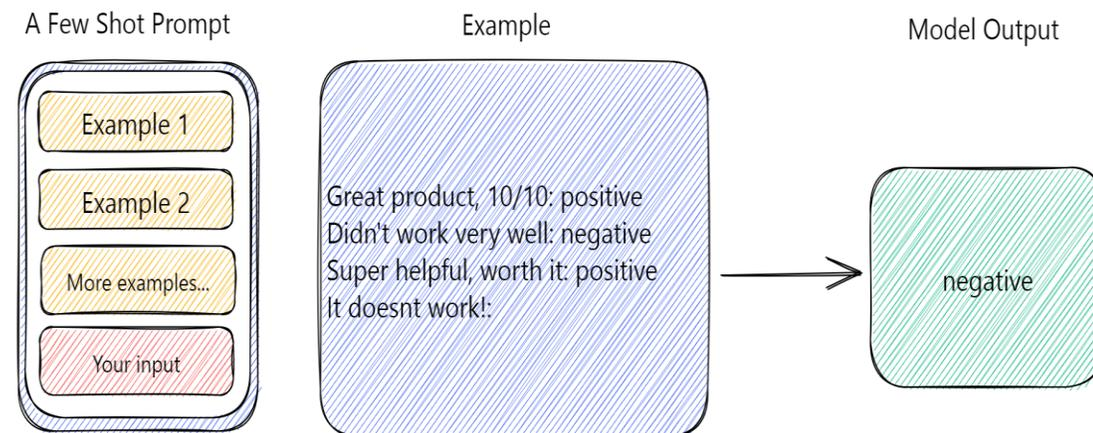 A Few Shot Prompt
Example 1
Example 2
More examples...
Your input
Example
Great product, 10/10: positive
Didn't work very well: negative
Super helpful, worth it: positive
It doesnt work!:
Model Output
negative